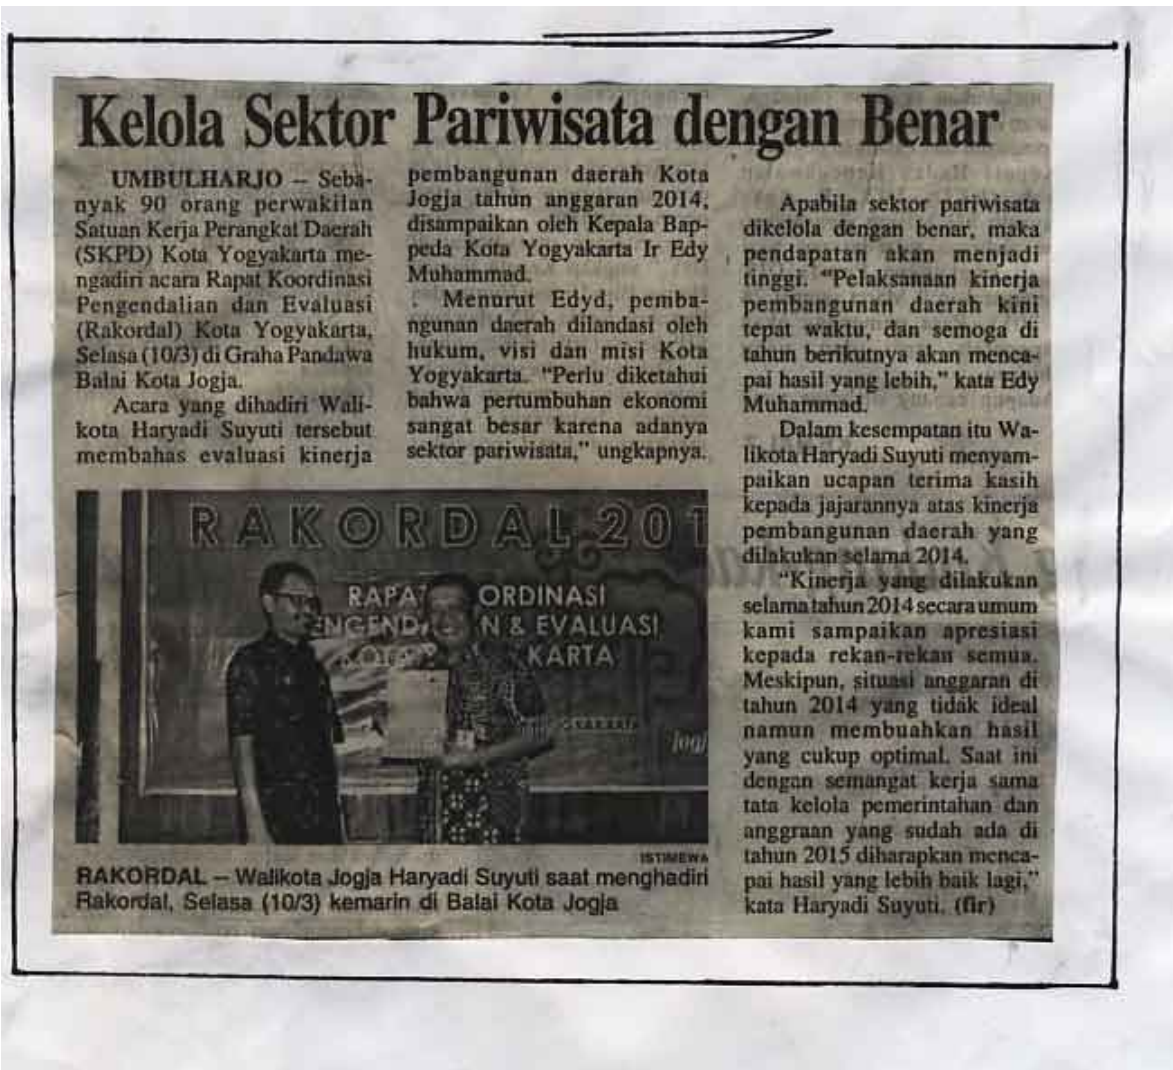 Kelola Sektor Pariwisata dengan Benar
UMBULHARJO – Seba-
nyak 90 orang perwakilan
Satuan Kerja Perangkat Daerah
(SKPD) Kota Yogyakarta me-
ngadiri acara Rapat Koordinasi
Pengendalian dan Evaluasi
(Rakordal) Kota Yogyakarta,
Selasa (10/3) di Graha Pandawa
Balai Kota Jogja.
Acara yang dihadiri Wali-
kota Haryadi Suyuti tersebut
membahas evaluasi kinerja
pembangunan daerah Kota
Jogja tahun anggaran 2014,
disampaikan oleh Kepala Bap-
peda Kota Yogyakarta Ir Edy
Muhammad.
Menurut Edyd, pemba-
ngunan daerah dilandasi oleh
hukum, visi dan misi Kota
Yogyakarta. “Perlu diketahui
bahwa pertumbuhan ekonomi
sangat besar karena adanya
sektor pariwisata,” ungkapnya.
Apabila sektor pariwisata
dikelola dengan benar, maka
pendapatan akan menjadi
tinggi. “Pelaksanaan kinerja
pembangunan daerah kini
tepat waktu, dan semoga di
tahun berikutnya akan menca-
pai hasil yang lebih,” kata Edy
Muhammad.
Dalam kesempatan itu Wa-
likota Haryadi Suyuti menyam-
paikan ucapan terima kasih
kepada jajarannya atas kinerja
pembangunan daerah yang
dilakukan selama 2014.
“Kinerja yang dilakukan
selama tahun 2014 secara umum
kami sampaikan apresiasi
kepada rekan-rekan semua.
Meskipun, situasi anggaran di
tahun 2014 yang tidak ideal
namun membuahkan hasil
yang cukup optimal. Saat ini
dengan semangat kerja sama
tata kelola pemerintahan dan
anggraan yang sudah ada di
tahun 2015 diharapkan menca-
pai hasil yang lebih baik lagi,”
kata Haryadi Suyuti. (fir)
RAKORDAL 201
RAPAT ORDINASI
ENGENDA N & EVALUASI
KOTA KARTA
ISTIMEWA
RAKORDAL – Walikota Jogja Haryadi Suyuti saat menghadiri
Rakordal, Selasa (10/3) kemarin di Balai Kota Jogja